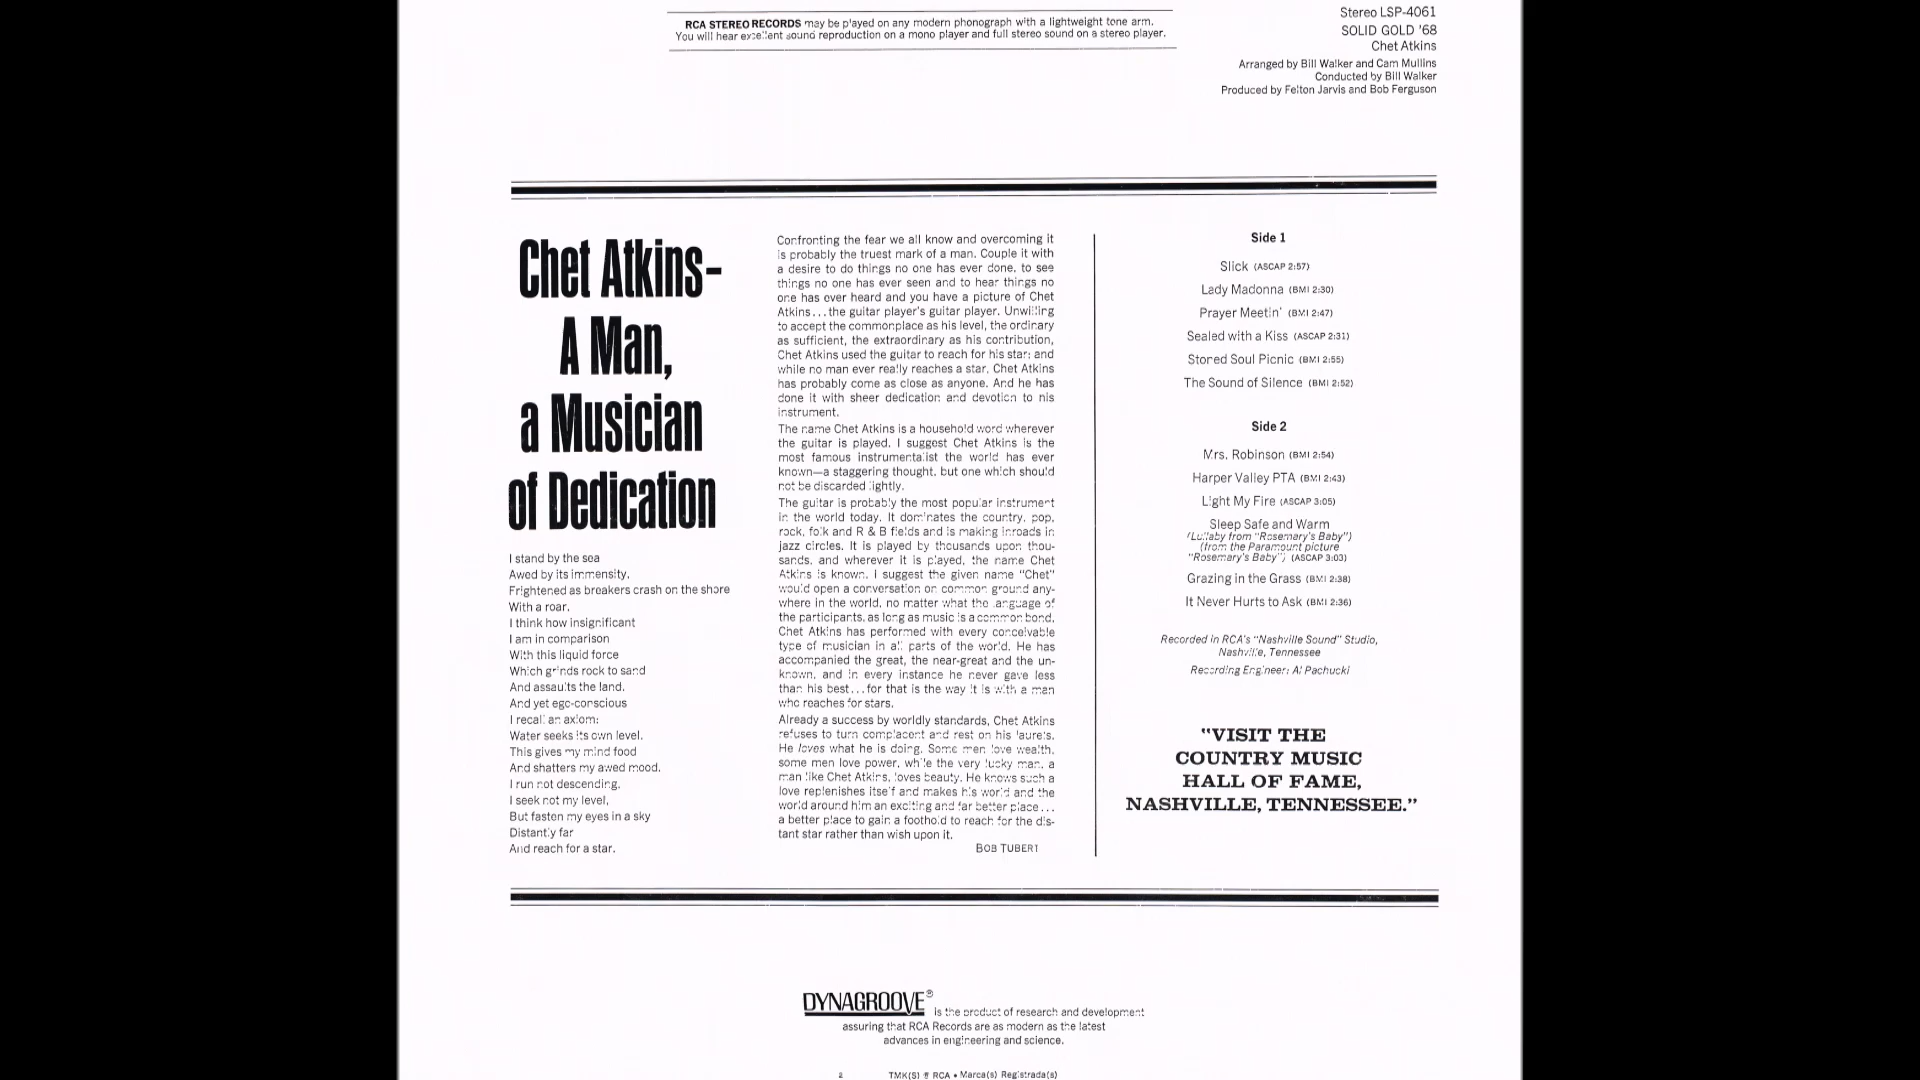 RCA STEREO RECORDS may be played on any modern phonograph with a lightweight tone arm.
You will hear excellent sound reproduction on a mono player and full stereo sound on a stereo player.
Stereo LSP-4061
SOLID GOLD '68
Chet Atkins
Arranged by Bill Walker and Cam Mullins
Conducted by Bill Walker
Produced by Felton Jarvis and Bob Ferguson
Chet Atkins–
A Man,
a Musician
of Dedication
I stand by the sea
Awed by its immensity,
Frightened as breakers crash on the shore
With a roar.
I think how insignificant
I am in comparison
With this liquid force
Which grinds rock to sand
And assaults the land.
And yet ego-conscious
I recall an axiom:
Water seeks its own level.
This gives my mind food
And shatters my awed mood.
I run not descending,
I seek not my level,
But fasten my eyes in a sky
Distantly far
And reach for a star.
Confronting the fear we all know and overcoming it
is probably the truest mark of a man. Couple it with
a desire to do things no one has ever done, to see
things no one has ever seen and to hear things no
one has ever heard and you have a picture of Chet
Atkins...the guitar player's guitar player. Unwilling
to accept the commonplace as his level, the ordinary
as sufficient, the extraordinary as his contribution,
Chet Atkins used the guitar to reach for his star; and
while no man ever really reaches a star, Chet Atkins
has probably come as close as anyone. And he has
done it with sheer dedication and devotion to his
instrument.
The name Chet Atkins is a household word wherever
the guitar is played. I suggest Chet Atkins is the
most famous instrumentalist the world has ever
known—a staggering thought, but one which should
not be discarded lightly.
The guitar is probably the most popular instrument
in the world today. It dominates the country, pop,
rock, folk and R & B fields and is making inroads in
jazz circles. It is played by thousands upon thou-
sands, and wherever it is played, the name Chet
Atkins is known. I suggest the given name "Chet"
would open a conversation on common ground any-
where in the world, no matter what the language of
the participants, as long as music is a common bond.
Chet Atkins has performed with every conceivable
type of musician in all parts of the world. He has
accompanied the great, the near-great and the un-
known, and in every instance he never gave less
than his best...for that is the way it is with a man
who reaches for stars.
Already a success by worldly standards, Chet Atkins
refuses to turn complacent and rest on his laurels.
He loves what he is doing. Some men love wealth,
some men love power, while the very lucky man, a
man like Chet Atkins, loves beauty. He knows such a
love replenishes itself and makes his world and the
world around him an exciting and far better place...
a better place to gain a foothold to reach for the dis-
tant star rather than wish upon it.
BOB TUBERT
Side 1
Slick (ASCAP 2:57)
Lady Madonna (BMI 2:30)
Prayer Meetin' (BMI 2:47)
Sealed with a Kiss (ASCAP 2:31)
Stoned Soul Picnic (BMI 2:55)
The Sound of Silence (BMI 2:52)
Side 2
Mrs. Robinson (BMI 2:54)
Harper Valley PTA (BMI 2:43)
Light My Fire (ASCAP 3:05)
Sleep Safe and Warm
(Lullaby from "Rosemary's Baby")
(from the Paramount picture
"Rosemary's Baby") (ASCAP 3:03)
Grazing in the Grass (BMI 2:38)
It Never Hurts to Ask (BMI 2:36)
Recorded in RCA's "Nashville Sound" Studio,
Nashville, Tennessee
Recording Engineer: Al Pachucki
"VISIT THE
COUNTRY MUSIC
HALL OF FAME,
NASHVILLE, TENNESSEE."
DYNAGROOVE® is the product of research and development
assuring that RCA Records are as modern as the latest
advances in engineering and science.
2 TMK(S) ® RCA • Marca(s) Registrada(s)